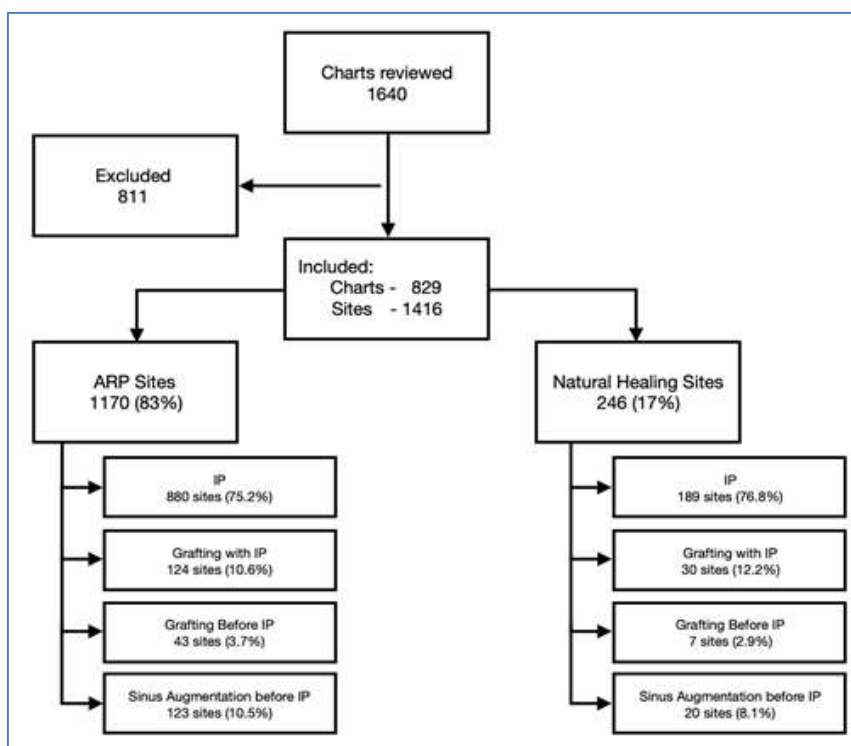 Charts reviewed
1640
Excluded
811
Included:
Charts - 829
Sites - 1416
ARP Sites
1170 (83%)
IP
880 sites (75.2%)
Grafting with IP
124 sites (10.6%)
Grafting Before IP
43 sites (3.7%)
Sinus Augmentation before IP
123 sites (10.5%)
Natural Healing Sites
246 (17%)
IP
189 sites (76.8%)
Grafting with IP
30 sites (12.2%)
Grafting Before IP
7 sites (2.9%)
Sinus Augmentation before IP
20 sites (8.1%)